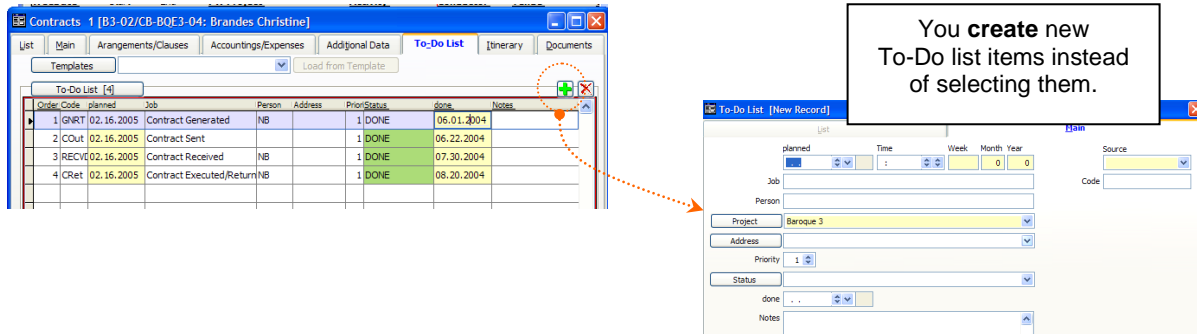 Contracts 1 [B3-02/CB-BQE3-04: Brandes Christine]
List Main Arangements/Clauses Accountings/Expenses Additional Data To-Do List Itinerary Documents
Templates Load from Template
To-Do List [4]
Order Code planned Job Person Address Priori Status done Notes
1 GNRT 02.16.2005 Contract Generated NB 1 DONE 06.01.2004
2 COut 02.16.2005 Contract Sent 1 DONE 06.22.2004
3 RECVD 02.16.2005 Contract Received NB 1 DONE 07.30.2004
4 CRet 02.16.2005 Contract Executed/Return NB 1 DONE 08.20.2004
You create new
To-Do list items instead
of selecting them.
To-Do List [New Record]
List Main
planned Time Week Month Year Source
. . : 0 0
Job Code
Person
Project Baroque 3
Address
Priority 1
Status
done . .
Notes